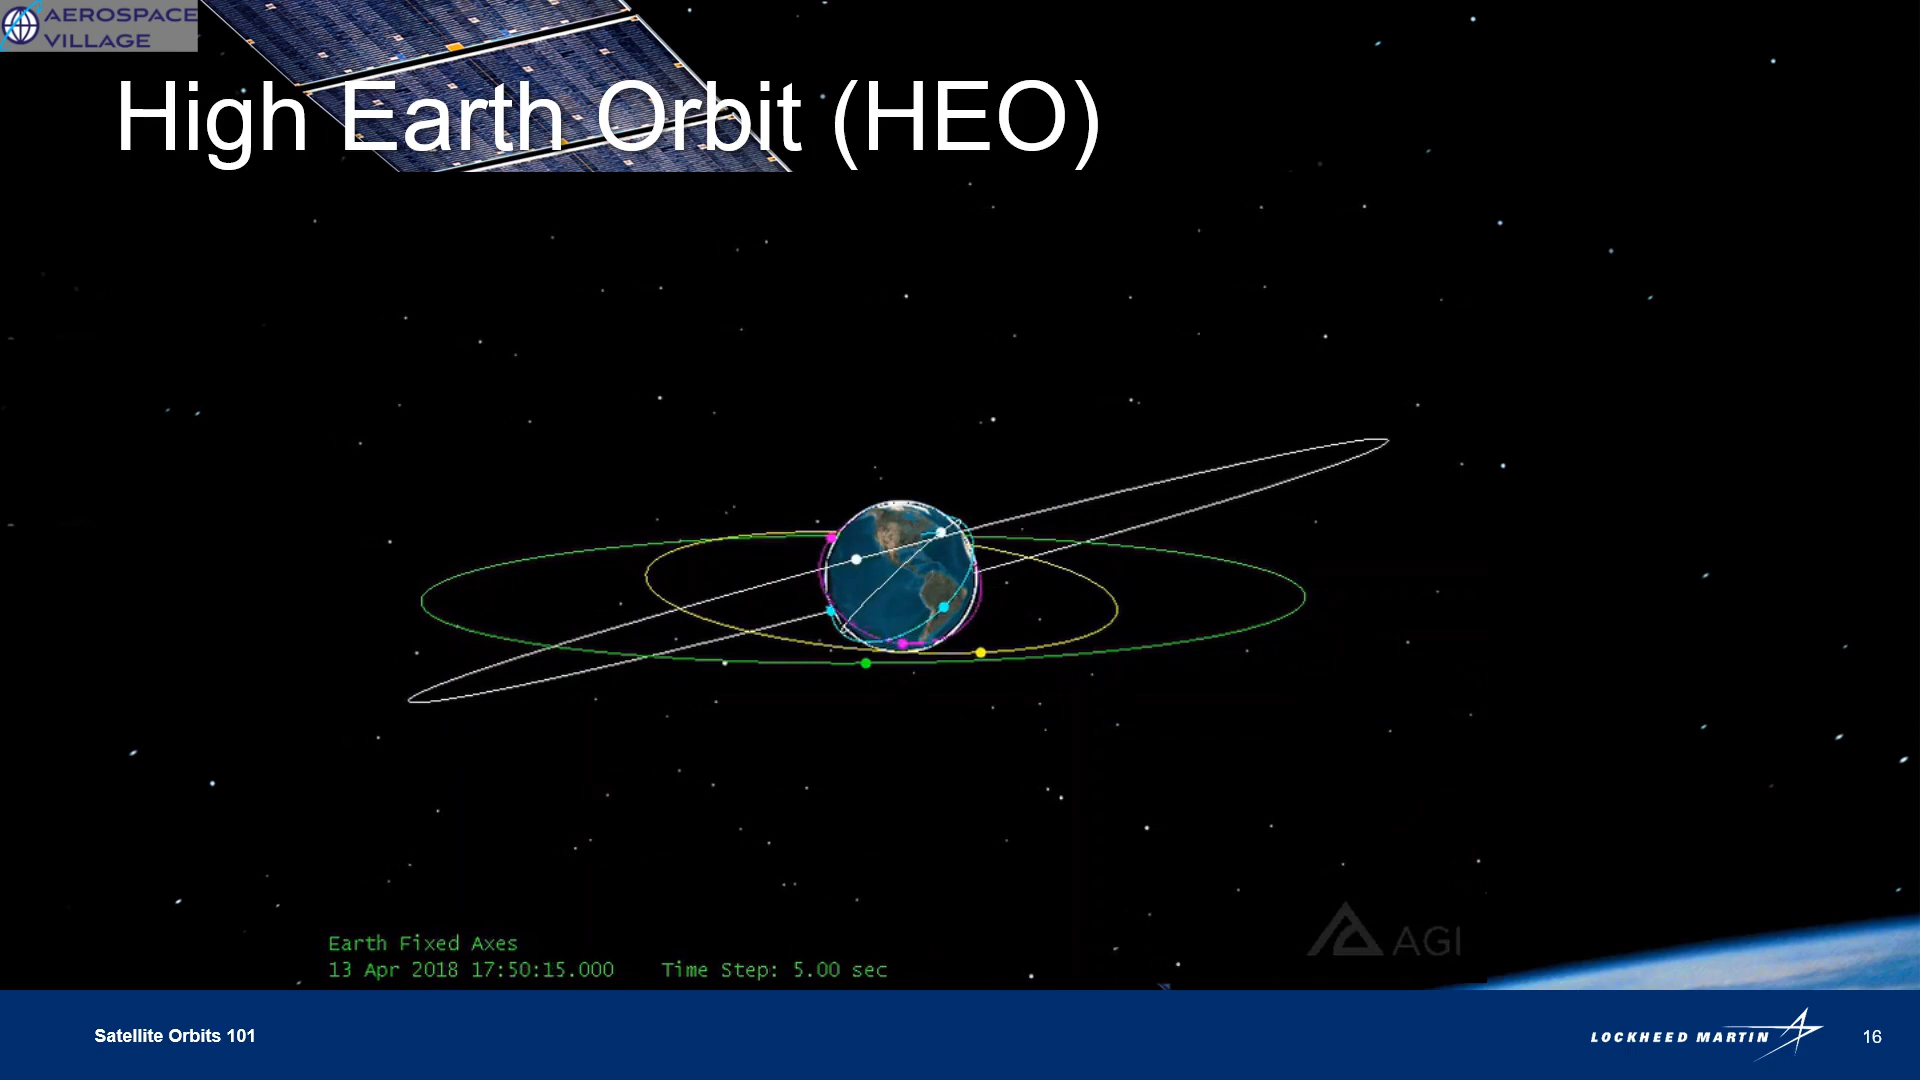 AEROSPACE
VILLAGE
High Earth Orbit (HEO)
Earth Fixed Axes
13 Apr 2018 17:50:15.000    Time Step: 5.00 sec
AGI
Satellite Orbits 101
LOCKHEED MARTIN
16